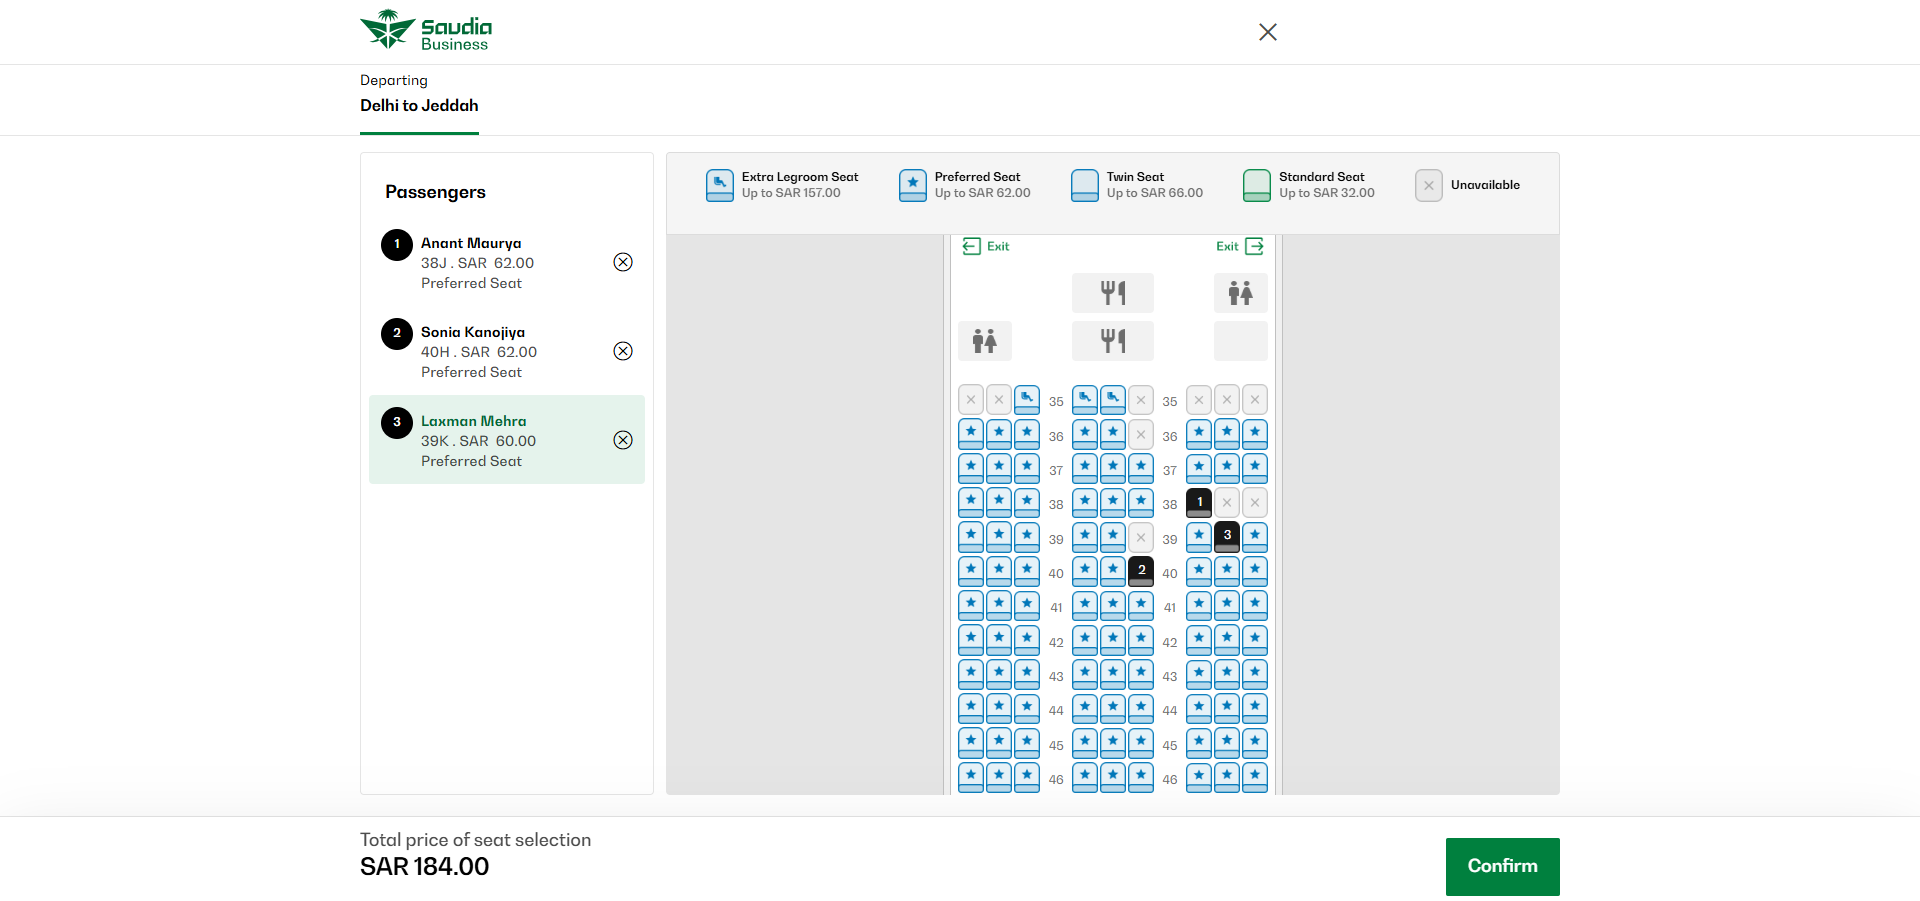 Saudia
Business
Departing
Delhi to Jeddah
Passengers
1
Anant Maurya
38J . SAR 62.00
Preferred Seat
2
Sonia Kanojiya
40H . SAR 62.00
Preferred Seat
3
Laxman Mehra
39K . SAR 60.00
Preferred Seat
Extra Legroom Seat
Up to SAR 157.00
Preferred Seat
Up to SAR 62.00
Twin Seat
Up to SAR 66.00
Standard Seat
Up to SAR 32.00
Unavailable
Exit Exit
35 35
36 36
37 37
38 38 1
39 39 3
40 2 40
41 41
42 42
43 43
44 44
45 45
46 46
Total price of seat selection
SAR 184.00
Confirm